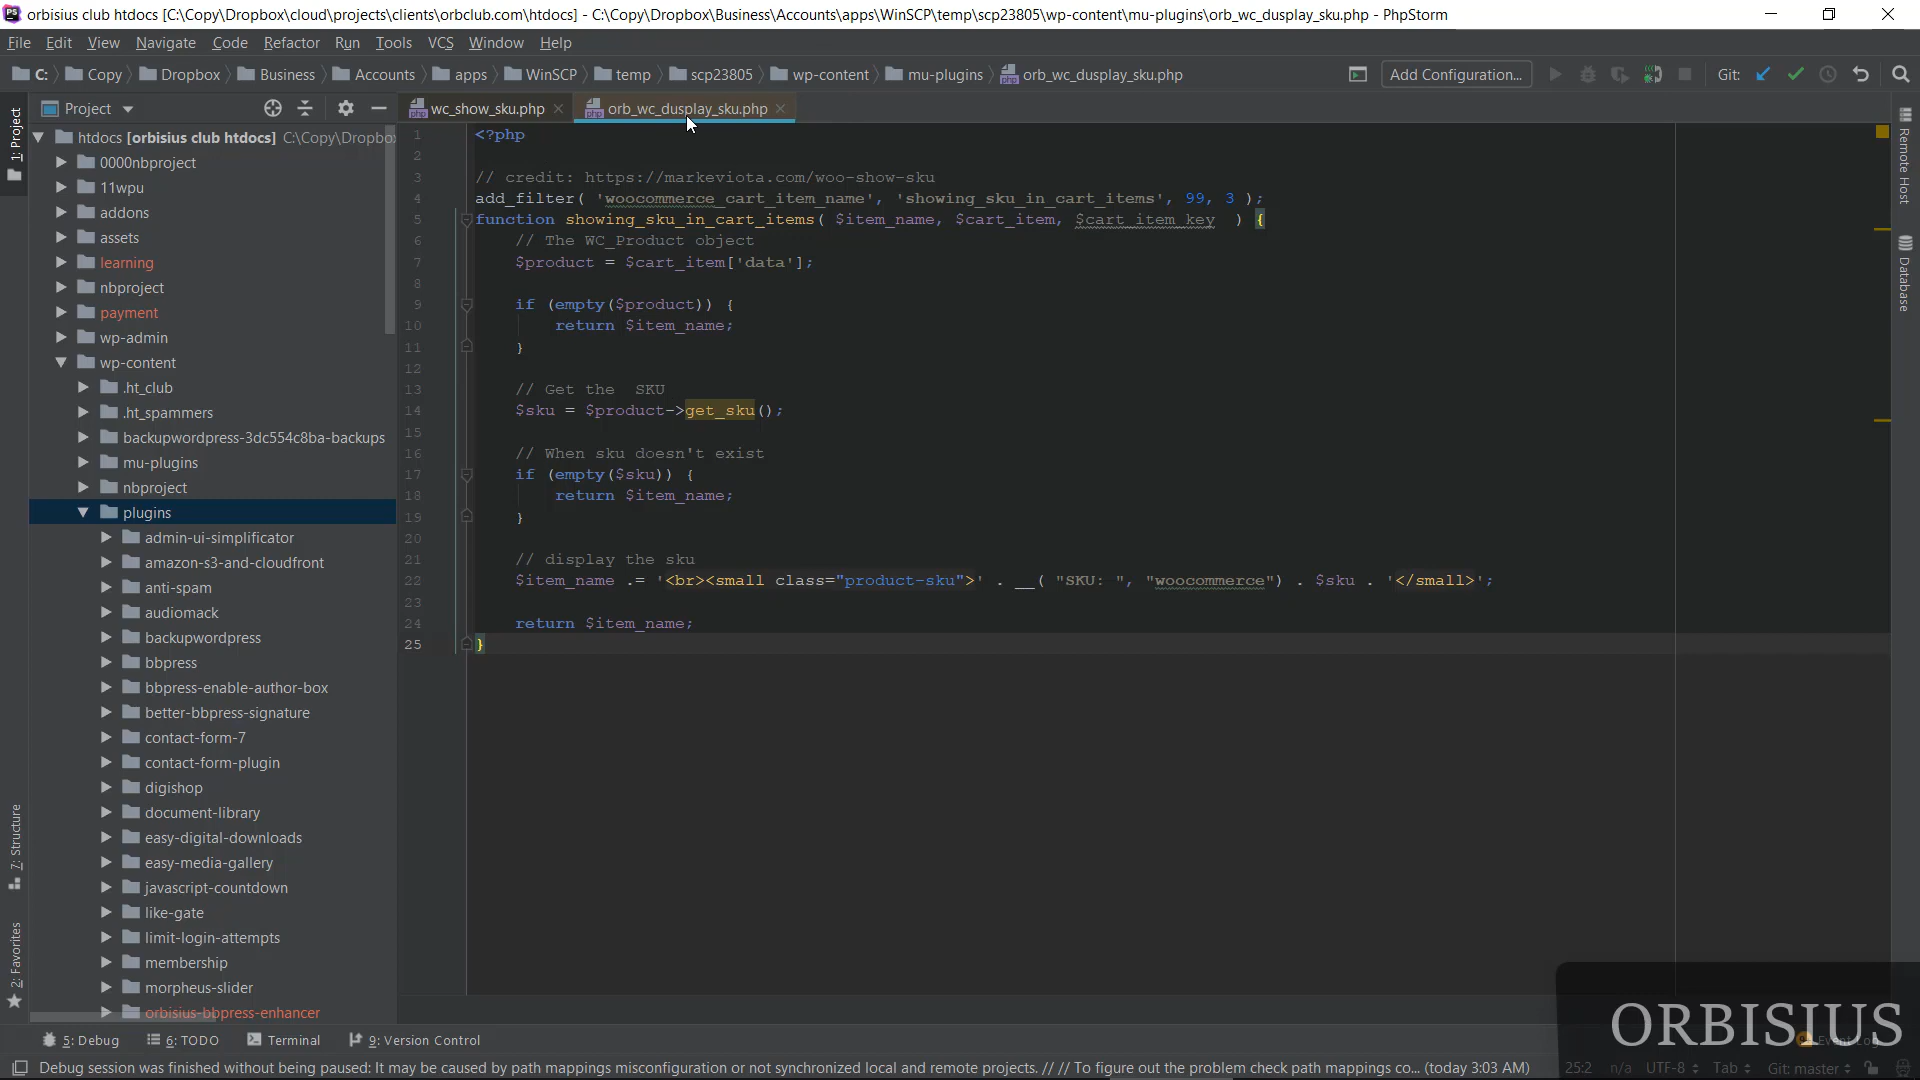 orbisius club htdocs [C:\Copy\Dropbox\cloud\projects\clients\orbclub.com\htdocs] - C:\Copy\Dropbox\Business\Accounts\apps\WinSCP\temp\scp23805\wp-content\mu-plugins\orb_wc_dusplay_sku.php - PhpStorm
File Edit View Navigate Code Refactor Run Tools VCS Window Help
C: Copy Dropbox Business Accounts apps WinSCP temp scp23805 wp-content mu-plugins orb_wc_dusplay_sku.php Add Configuration... Git:
Project wc_show_sku.php orb_wc_dusplay_sku.php
1: Project
7: Structure
2: Favorites
htdocs [orbisius club htdocs] C:\Copy\Dropbo
0000nbproject
11wpu
addons
assets
learning
nbproject
payment
wp-admin
wp-content
.ht_club
.ht_spammers
backupwordpress-3dc554c8ba-backups
mu-plugins
nbproject
plugins
admin-ui-simplificator
amazon-s3-and-cloudfront
anti-spam
audiomack
backupwordpress
bbpress
bbpress-enable-author-box
better-bbpress-signature
contact-form-7
contact-form-plugin
digishop
document-library
easy-digital-downloads
easy-media-gallery
javascript-countdown
like-gate
limit-login-attempts
membership
morpheus-slider
orbisius-bbpress-enhancer
1 <?php
2
3 // credit: https://markeviota.com/woo-show-sku
4 add_filter( 'woocommerce_cart_item_name', 'showing_sku_in_cart_items', 99, 3 );
5 function showing_sku_in_cart_items( $item_name, $cart_item, $cart_item_key  ) {
6     // The WC_Product object
7     $product = $cart_item['data'];
8
9     if (empty($product)) {
10         return $item_name;
11     }
12
13     // Get the  SKU
14     $sku = $product->get_sku();
15
16     // When sku doesn't exist
17     if (empty($sku)) {
18         return $item_name;
19     }
20
21     // display the sku
22     $item_name .= '<br><small class="product-sku">' . __( "SKU: ", "woocommerce") . $sku . '</small>';
23
24     return $item_name;
25 }
Remote Host
Database
ORBISIUS
5: Debug 6: TODO Terminal 9: Version Control Event Log
Debug session was finished without being paused: It may be caused by path mappings misconfiguration or not synchronized local and remote projects. // // To figure out the problem check path mappings co... (today 3:03 AM) 25:2 n/a UTF-8 Tab Git: master